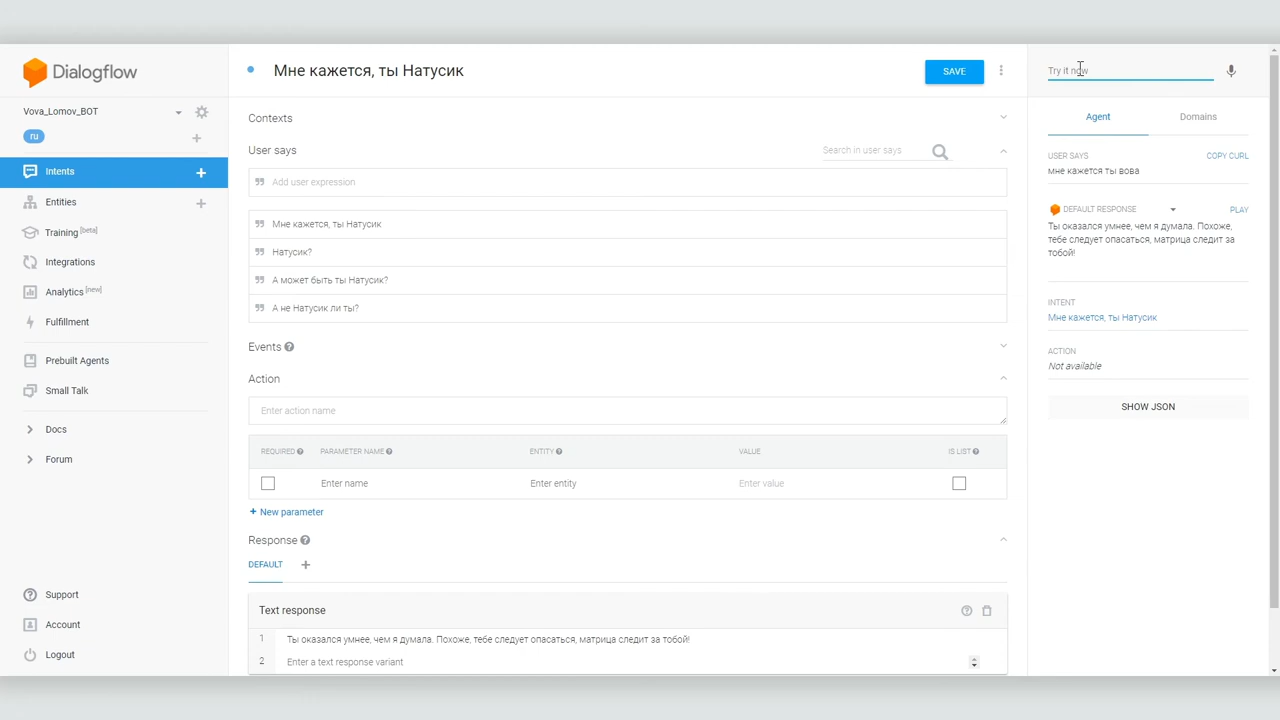 Dialogflow
Vova_Lomov_BOT
ru
Intents
Entities
Training [beta]
Integrations
Analytics [new]
Fulfillment
Prebuilt Agents
Small Talk
Docs
Forum
Support
Account
Logout
Мне кажется, ты Натусик
SAVE
Contexts
User says
Search in user says
Add user expression
Мне кажется, ты Натусик
Натусик?
А может быть ты Натусик?
А не Натусик ли ты?
Events
Action
Enter action name
REQUIRED PARAMETER NAME ENTITY VALUE IS LIST
Enter name Enter entity Enter value
+ New parameter
Response
DEFAULT
Text response
1 Ты оказался умнее, чем я думала. Похоже, тебе следует опасаться, матрица следит за тобой!
2 Enter a text response variant
Try it now
Agent Domains
USER SAYS COPY CURL
мне кажется ты вова
DEFAULT RESPONSE PLAY
Ты оказался умнее, чем я думала. Похоже,
тебе следует опасаться, матрица следит за
тобой!
INTENT
Мне кажется, ты Натусик
ACTION
Not available
SHOW JSON